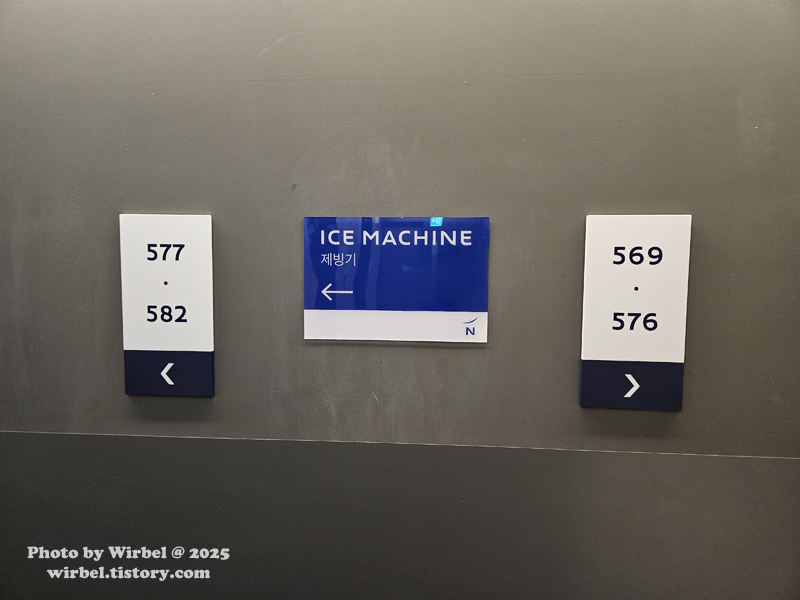 577
·
582
ICE MACHINE
제빙기
N
569
·
576
Photo by Wirbel @ 2025
wirbel.tistory.com